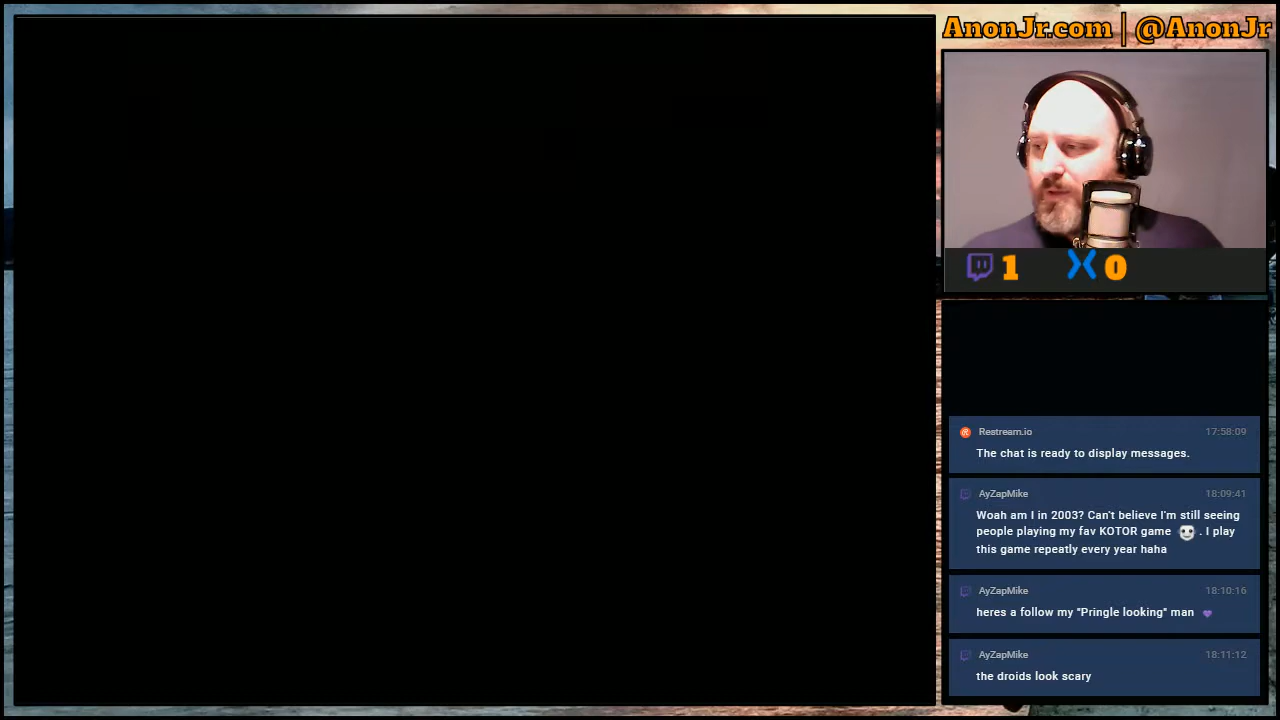 AnonJr.com | @AnonJr
1 0
Restream.io 17:58:09
The chat is ready to display messages.
AyZapMike 18:09:41
Woah am I in 2003? Can't believe I'm still seeing
people playing my fav KOTOR game . I play
this game repeatly every year haha
AyZapMike 18:10:16
heres a follow my "Pringle looking" man
AyZapMike 18:11:12
the droids look scary